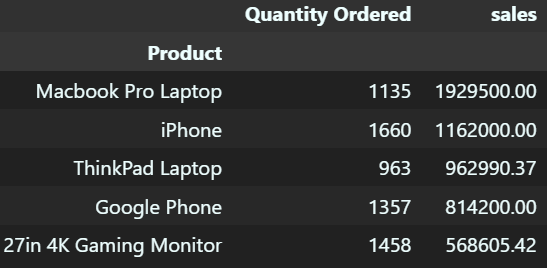 Quantity Ordered sales
Product
Macbook Pro Laptop 1135 1929500.00
iPhone 1660 1162000.00
ThinkPad Laptop 963 962990.37
Google Phone 1357 814200.00
27in 4K Gaming Monitor 1458 568605.42